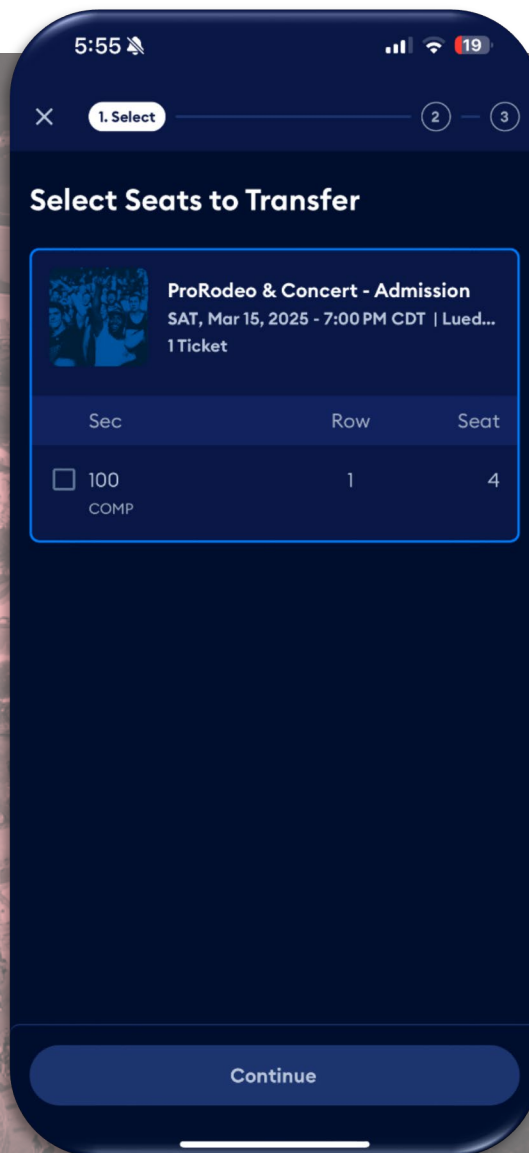 5:55
19
1. Select
2
3
Select Seats to Transfer
ProRodeo & Concert - Admission
SAT, Mar 15, 2025 - 7:00 PM CDT | Lued...
1 Ticket
Sec Row Seat
100 1 4
COMP
Continue